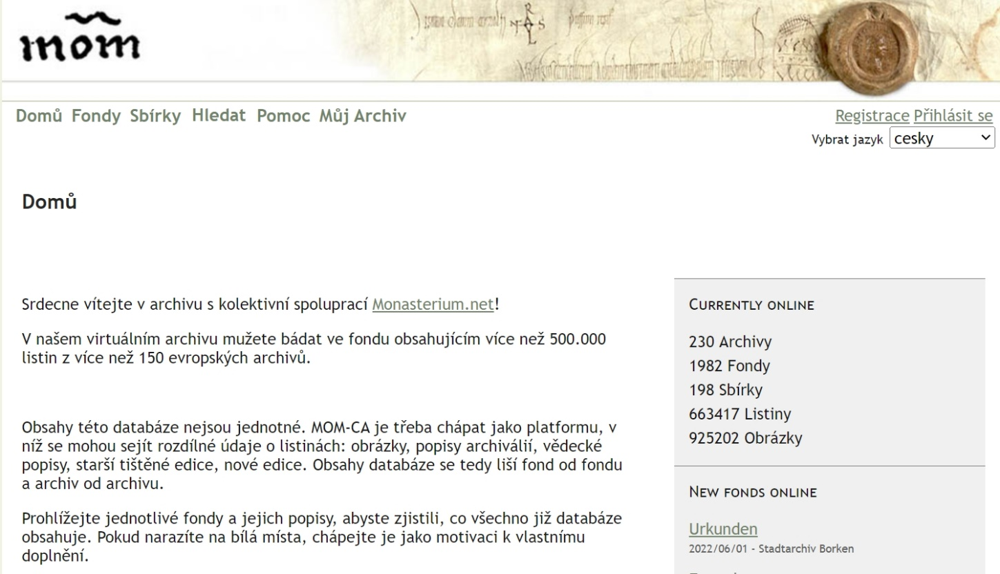 mom
Domů Fondy Sbírky Hledat Pomoc Můj Archiv
Registrace Přihlásit se
Vybrat jazyk cesky
Domů
Srdecne vítejte v archivu s kolektivní spoluprací Monasterium.net!
V našem virtuálním archivu mužete bádat ve fondu obsahujícím více než 500.000
listin z více než 150 evropských archivů.
Obsahy této databáze nejsou jednotné. MOM-CA je třeba chápat jako platformu, v
níž se mohou sejít rozdílné údaje o listinách: obrázky, popisy archiválií, vědecké
popisy, starší tištěné edice, nové edice. Obsahy databáze se tedy liší fond od fondu
a archiv od archivu.
Prohlížejte jednotlivé fondy a jejich popisy, abyste zjistili, co všechno již databáze
obsahuje. Pokud narazíte na bílá místa, chápejte je jako motivaci k vlastnímu
doplnění.
Currently online
230 Archivy
1982 Fondy
198 Sbírky
663417 Listiny
925202 Obrázky
New fonds online
Urkunden
2022/06/01 - Stadtarchiv Borken